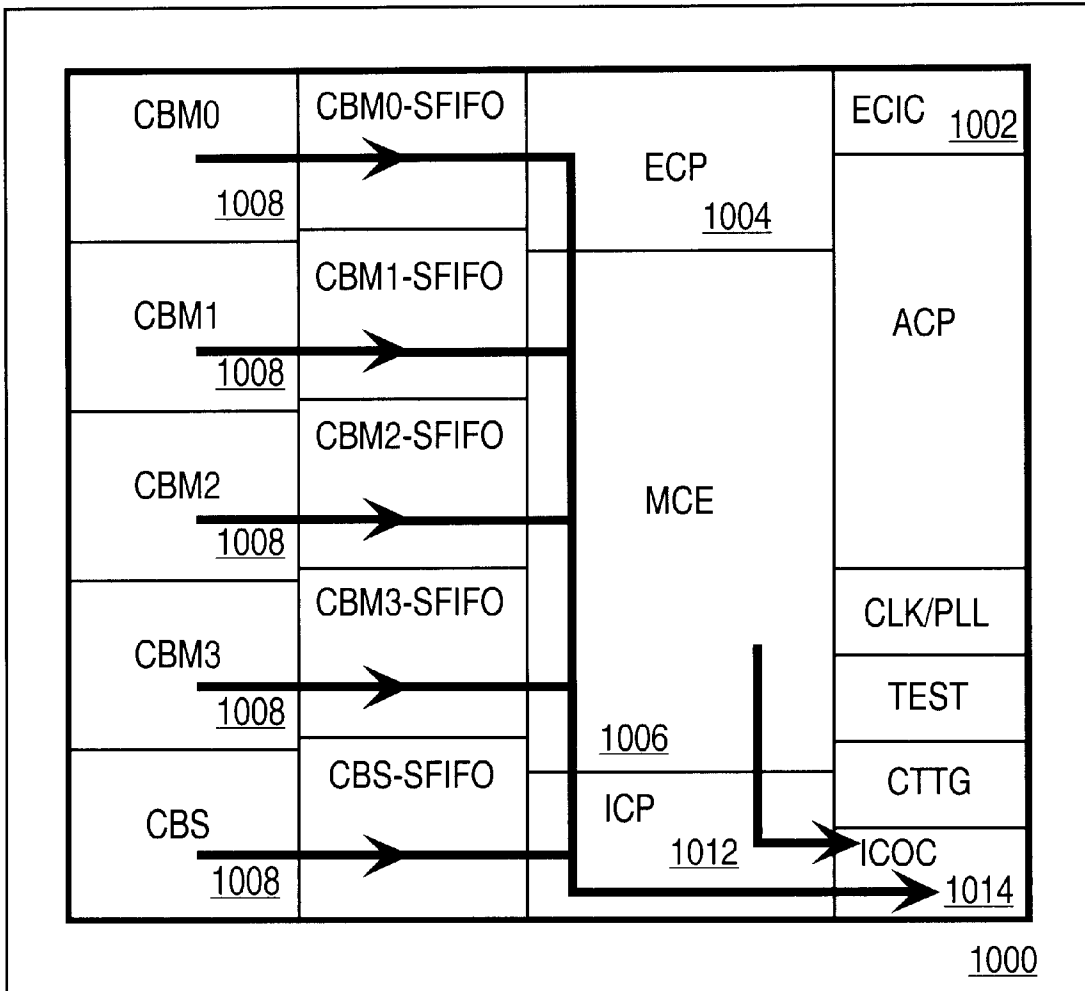 CBM0
1008
CBM1
1008
CBM2
1008
CBM3
1008
CBS
1008
CBM0-SFIFO
CBM1-SFIFO
CBM2-SFIFO
CBM3-SFIFO
CBS-SFIFO
ECP
1004
MCE
1006
ICP
1012
ECIC
1002
ACP
CLK/PLL
TEST
CTTG
ICOC
1014
1000